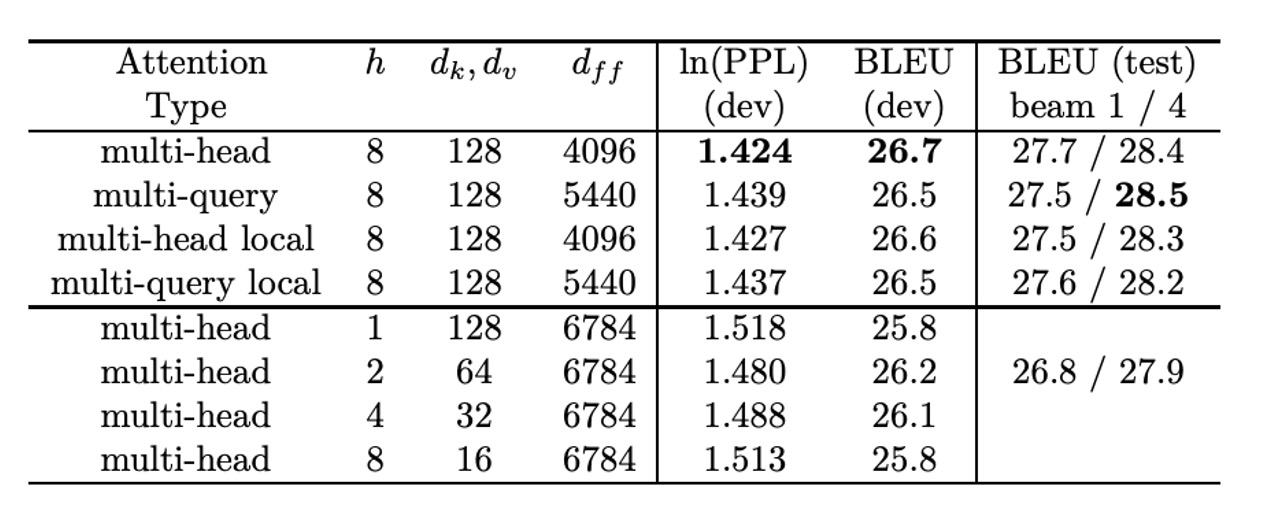 Attention h d_k, d_v d_ff ln(PPL) BLEU BLEU (test)
Type (dev) (dev) beam 1 / 4
multi-head 8 128 4096 1.424 26.7 27.7 / 28.4
multi-query 8 128 5440 1.439 26.5 27.5 / 28.5
multi-head local 8 128 4096 1.427 26.6 27.5 / 28.3
multi-query local 8 128 5440 1.437 26.5 27.6 / 28.2
multi-head 1 128 6784 1.518 25.8
multi-head 2 64 6784 1.480 26.2 26.8 / 27.9
multi-head 4 32 6784 1.488 26.1
multi-head 8 16 6784 1.513 25.8